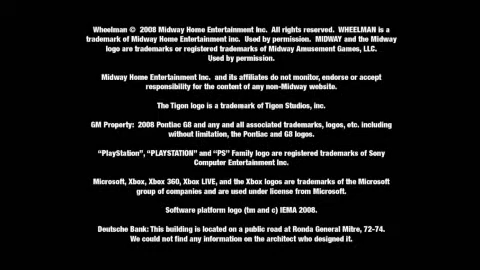 Wheelman ©  2008 Midway Home Entertainment Inc.  All rights reserved.  WHEELMAN is a
trademark of Midway Home Entertainment inc.  Used by permission.  MIDWAY and the Midway
logo are trademarks or registered trademarks of Midway Amusement Games, LLC.
Used by permission.
Midway Home Entertainment Inc.  and its affiliates do not monitor, endorse or accept
responsibility for the content of any non-Midway website.
The Tigon logo is a trademark of Tigon Studios, inc.
GM Property:  2008 Pontiac G8 and any and all associated trademarks, logos, etc. including
without limitation, the Pontiac and G8 logos.
“PlayStation”, “PLAYSTATION” and “PS” Family logo are registered trademarks of Sony
Computer Entertainment Inc.
Microsoft, Xbox, Xbox 360, Xbox LIVE, and the Xbox logos are trademarks of the Microsoft
group of companies and are used under license from Microsoft.
Software platform logo (tm and c) IEMA 2008.
Deutsche Bank: This building is located on a public road at Ronda General Mitre, 72-74.
We could not find any information on the architect who designed it.